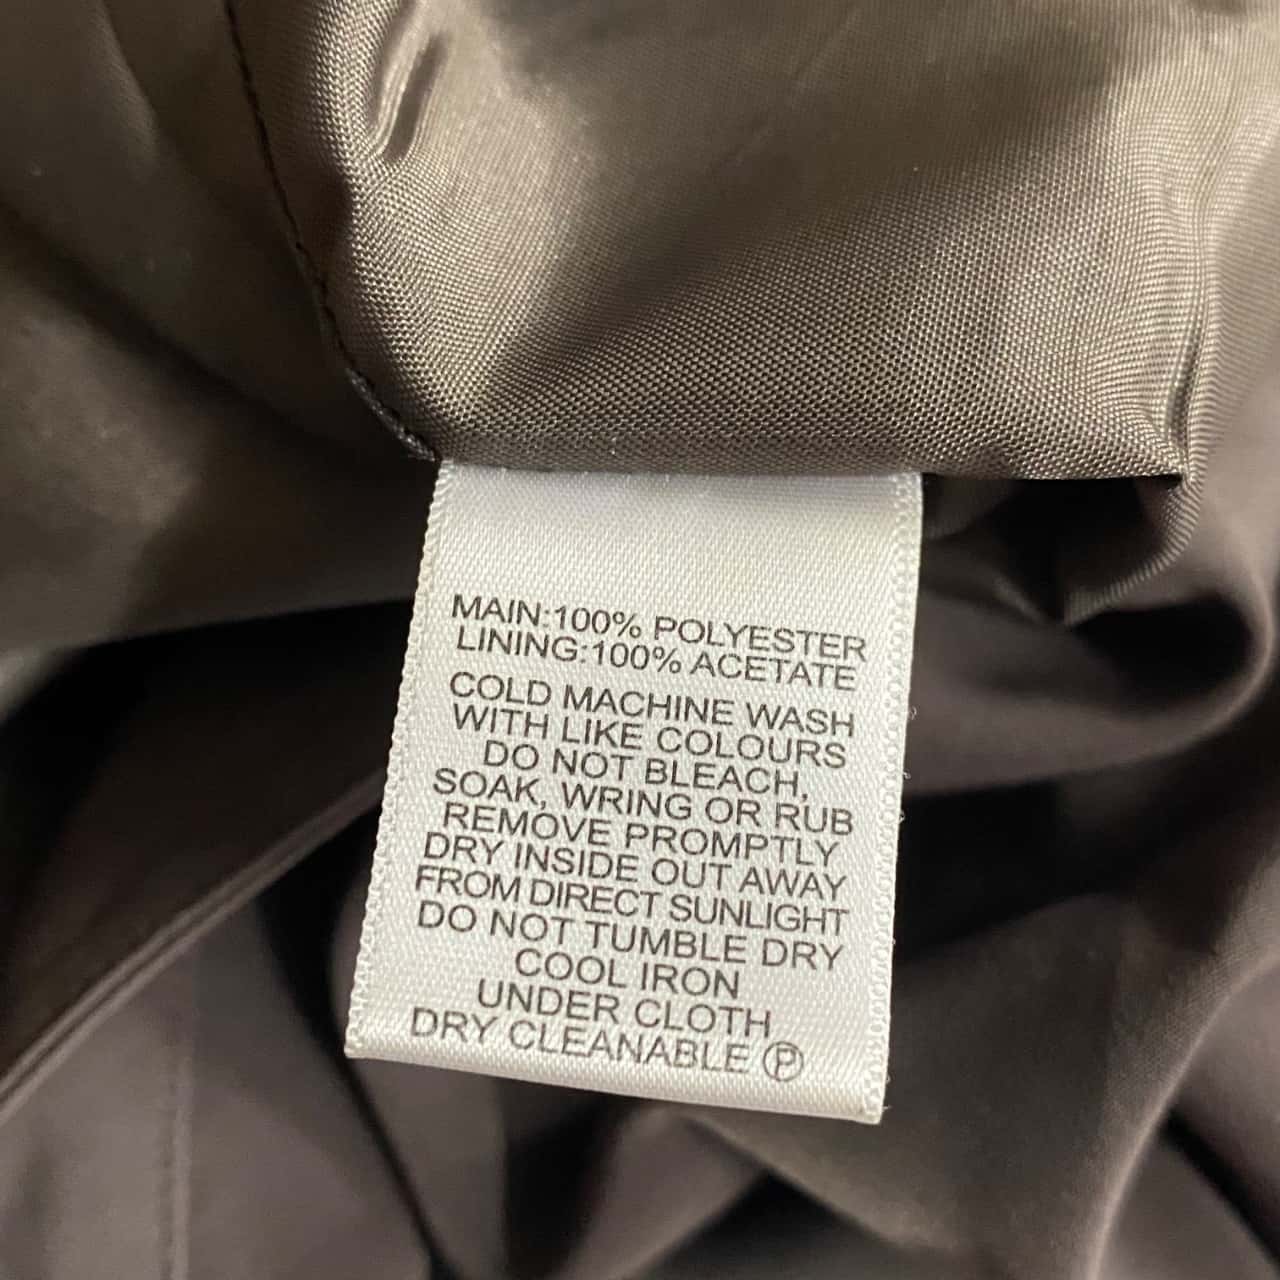 MAIN:100% POLYESTER
LINING:100% ACETATE
COLD MACHINE WASH
WITH LIKE COLOURS
DO NOT BLEACH,
SOAK, WRING OR RUB
REMOVE PROMPTLY
DRY INSIDE OUT AWAY
FROM DIRECT SUNLIGHT
DO NOT TUMBLE DRY
COOL IRON
UNDER CLOTH
DRY CLEANABLE Ⓟ